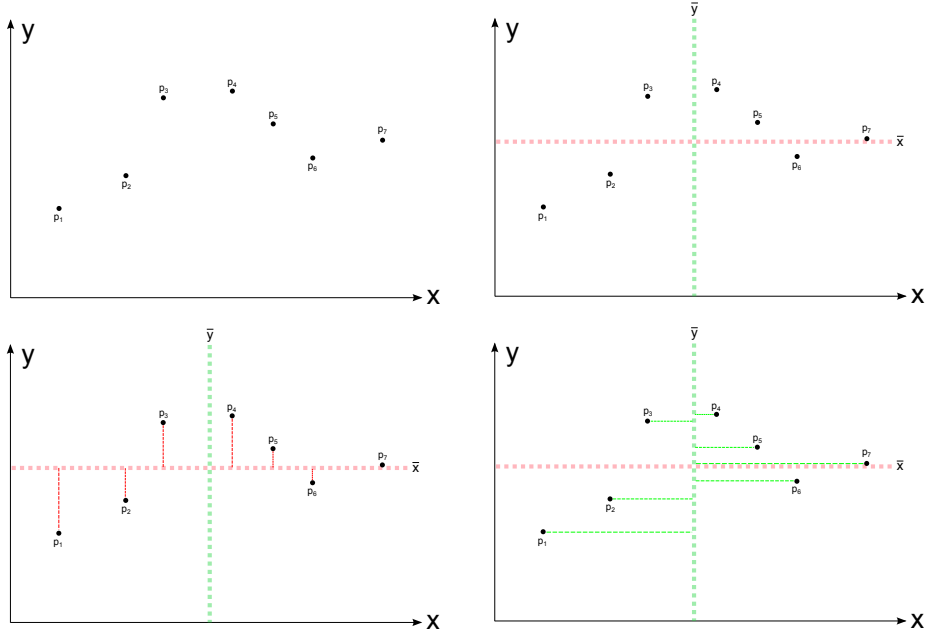 y
p₃
p₄
p₅
p₇
p₆
p₂
p₁
x
y
ȳ
p₃
p₄
p₅
p₇
x̄
p₆
p₂
p₁
x
y
ȳ
p₃
p₄
p₅
p₇
x̄
p₆
p₂
p₁
x
y
ȳ
p₃
p₄
p₅
p₇
x̄
p₆
p₂
p₁
x